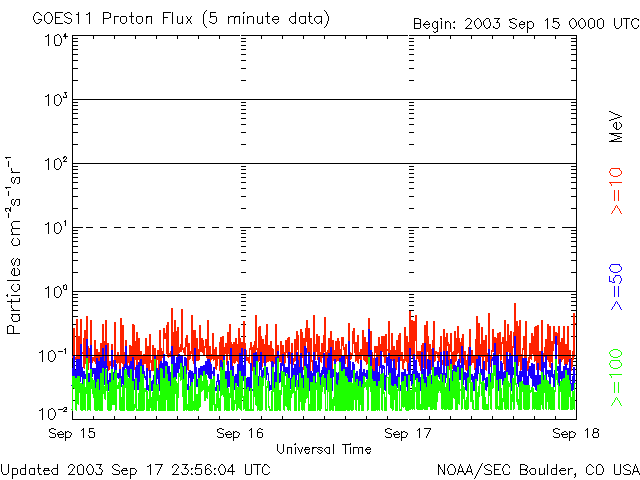 GOES11 Proton Flux (5 minute data)
Begin: 2003 Sep 15 0000 UTC
10⁴
10³
10²
10¹
10⁰
10⁻¹
10⁻²
Particles cm⁻²s⁻¹sr⁻¹
MeV
>=10
>=50
>=100
Sep 15
Sep 16
Sep 17
Sep 18
Universal Time
Updated 2003 Sep 17 23:56:04 UTC
NOAA/SEC Boulder, CO USA